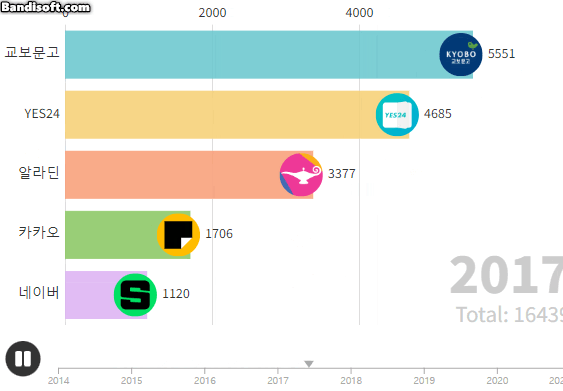 Bandisoft.com
0 2000 4000
교보문고 KYOBO 교보문고 5551
YES24 YES24 4685
알라딘 3377
카카오 1706
네이버 S 1120
2017
Total: 16439
2014 2015 2016 2017 2018 2019 2020 202